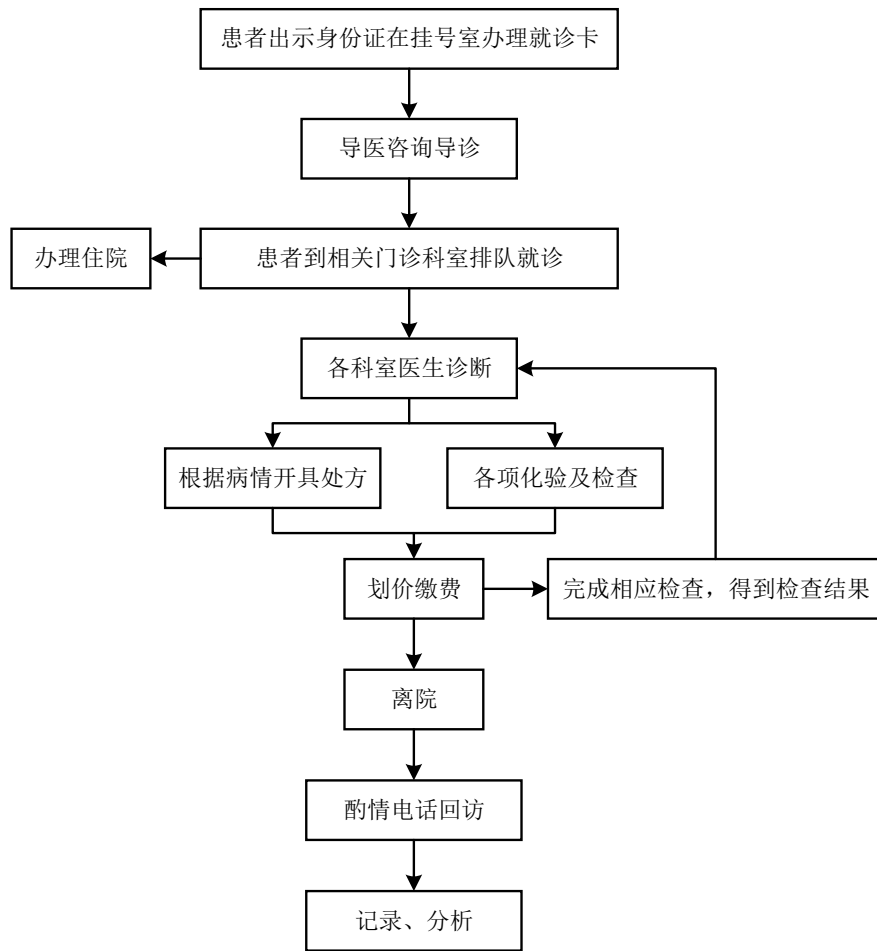 患者出示身份证在挂号室办理就诊卡
导医咨询导诊
办理住院
患者到相关门诊科室排队就诊
各科室医生诊断
根据病情开具处方
各项化验及检查
划价缴费
完成相应检查，得到检查结果
离院
酌情电话回访
记录、分析